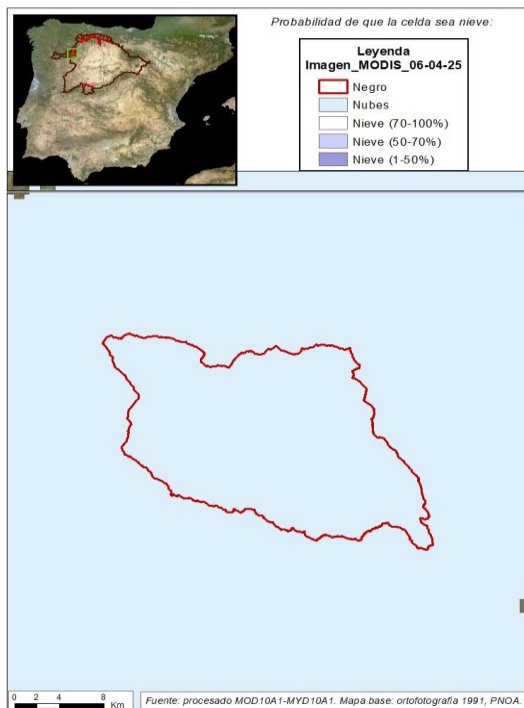 Probabilidad de que la celda sea nieve:
Leyenda
Imagen_MODIS_06-04-25
Negro
Nubes
Nieve (70-100%)
Nieve (50-70%)
Nieve (1-50%)
0 2 4 8
Km
Fuente: procesado MOD10A1-MYD10A1. Mapa base: ortofotografía 1991, PNOA.